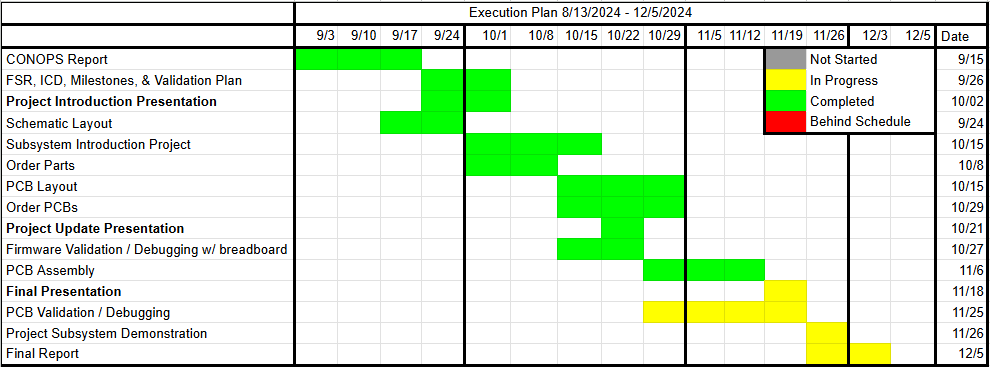 Execution Plan 8/13/2024 - 12/5/2024
9/3 9/10 9/17 9/24 10/1 10/8 10/15 10/22 10/29 11/5 11/12 11/19 11/26 12/3 12/5 Date
CONOPS Report Not Started 9/15
FSR, ICD, Milestones, & Validation Plan In Progress 9/26
Project Introduction Presentation Completed 10/02
Schematic Layout Behind Schedule 9/24
Subsystem Introduction Project 10/15
Order Parts 10/8
PCB Layout 10/15
Order PCBs 10/29
Project Update Presentation 10/21
Firmware Validation / Debugging w/ breadboard 10/27
PCB Assembly 11/6
Final Presentation 11/18
PCB Validation / Debugging 11/25
Project Subsystem Demonstration 11/26
Final Report 12/5